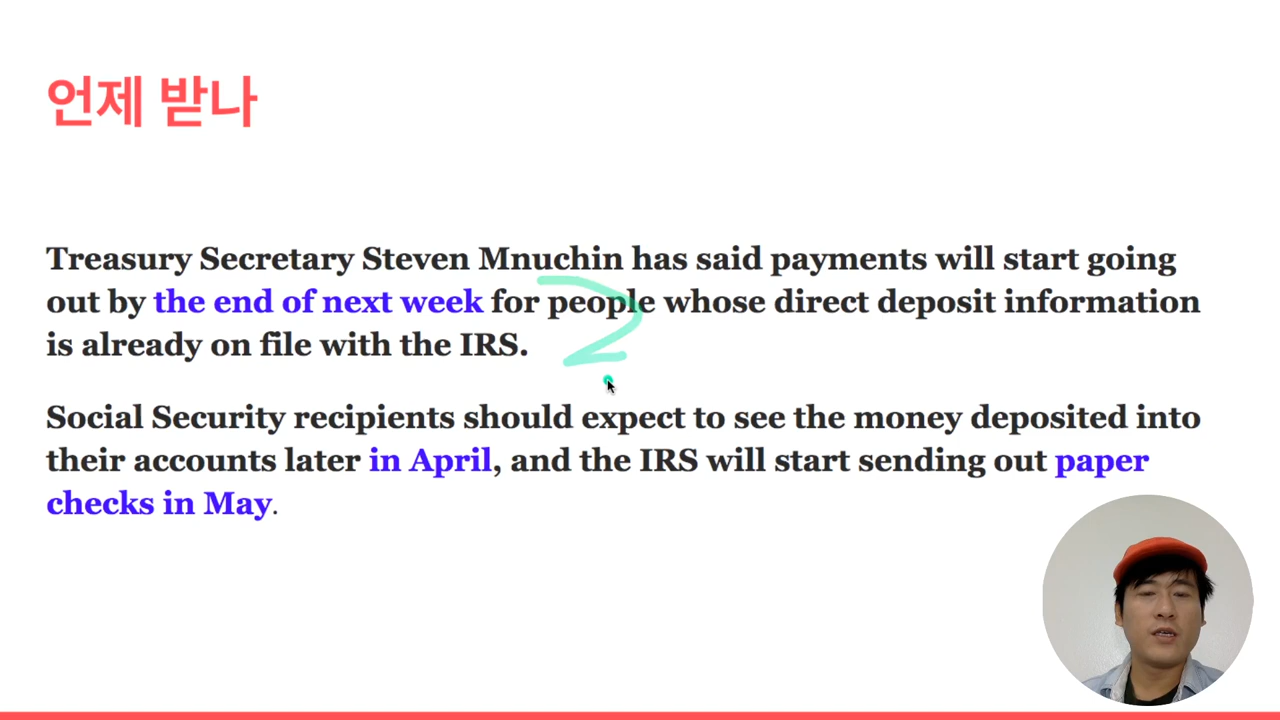 언제 받나
Treasury Secretary Steven Mnuchin has said payments will start going
out by the end of next week for people whose direct deposit information
is already on file with the IRS.
2
Social Security recipients should expect to see the money deposited into
their accounts later in April, and the IRS will start sending out paper
checks in May.